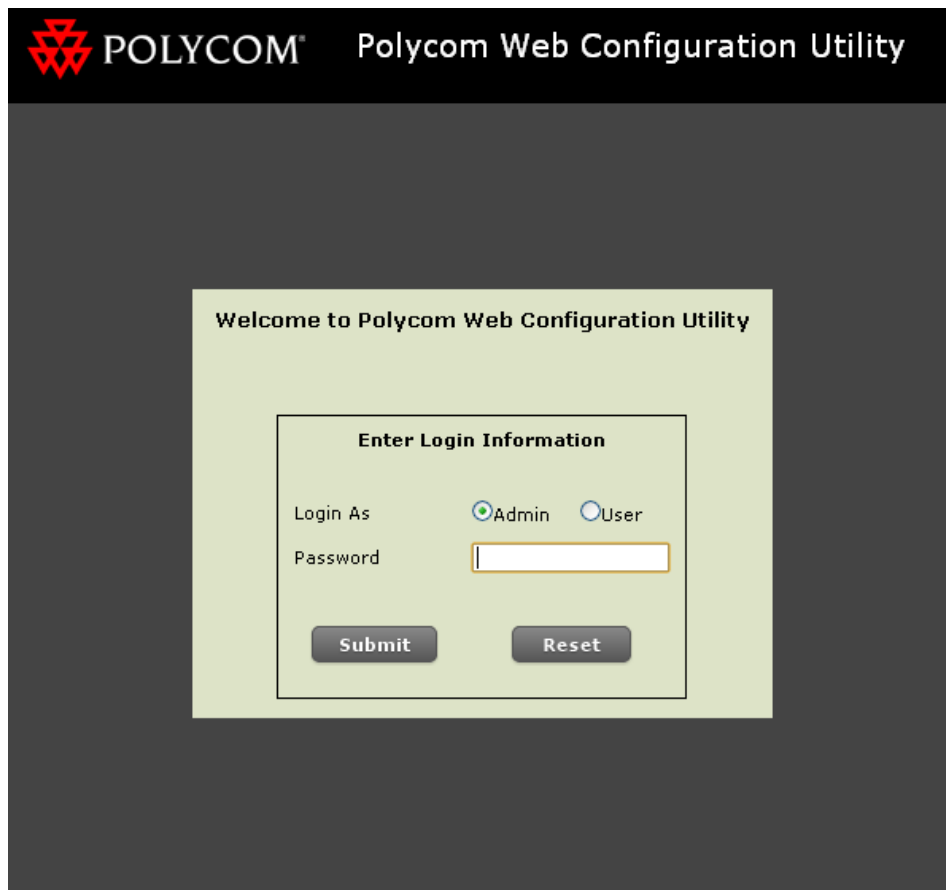 POLYCOM® Polycom Web Configuration Utility
Welcome to Polycom Web Configuration Utility
Enter Login Information
Login As Admin User
Password
Submit Reset